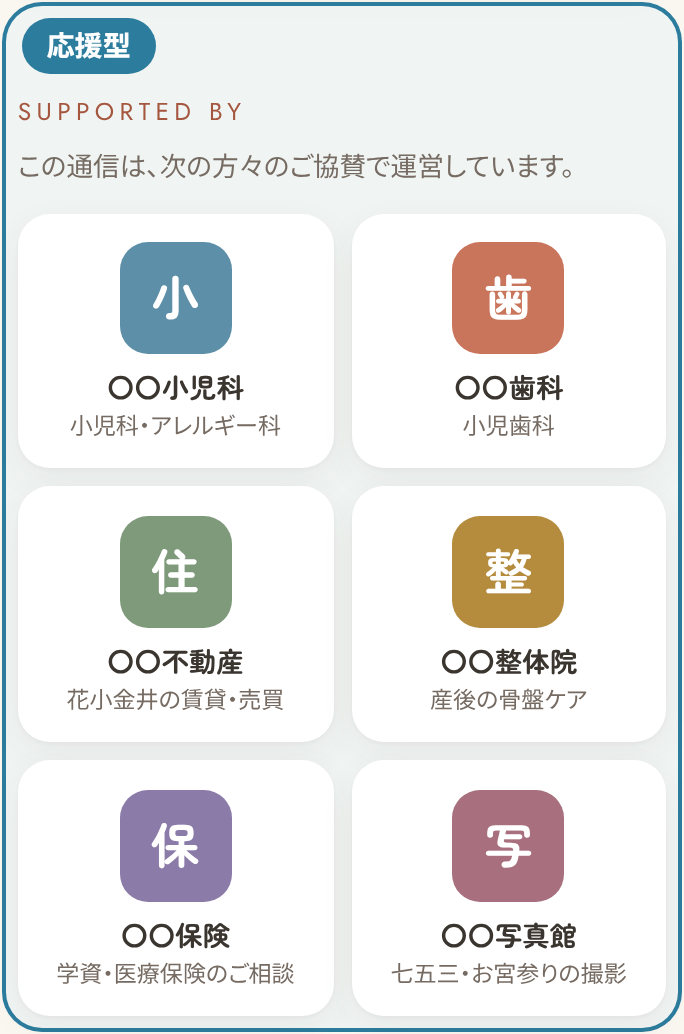 応援型
SUPPORTED BY
この通信は、次の方々のご協賛で運営しています。
小
〇〇小児科
小児科・アレルギー科
歯
〇〇歯科
小児歯科
住
〇〇不動産
花小金井の賃貸・売買
整
〇〇整体院
産後の骨盤ケア
保
〇〇保険
学資・医療保険のご相談
写
〇〇写真館
七五三・お宮参りの撮影